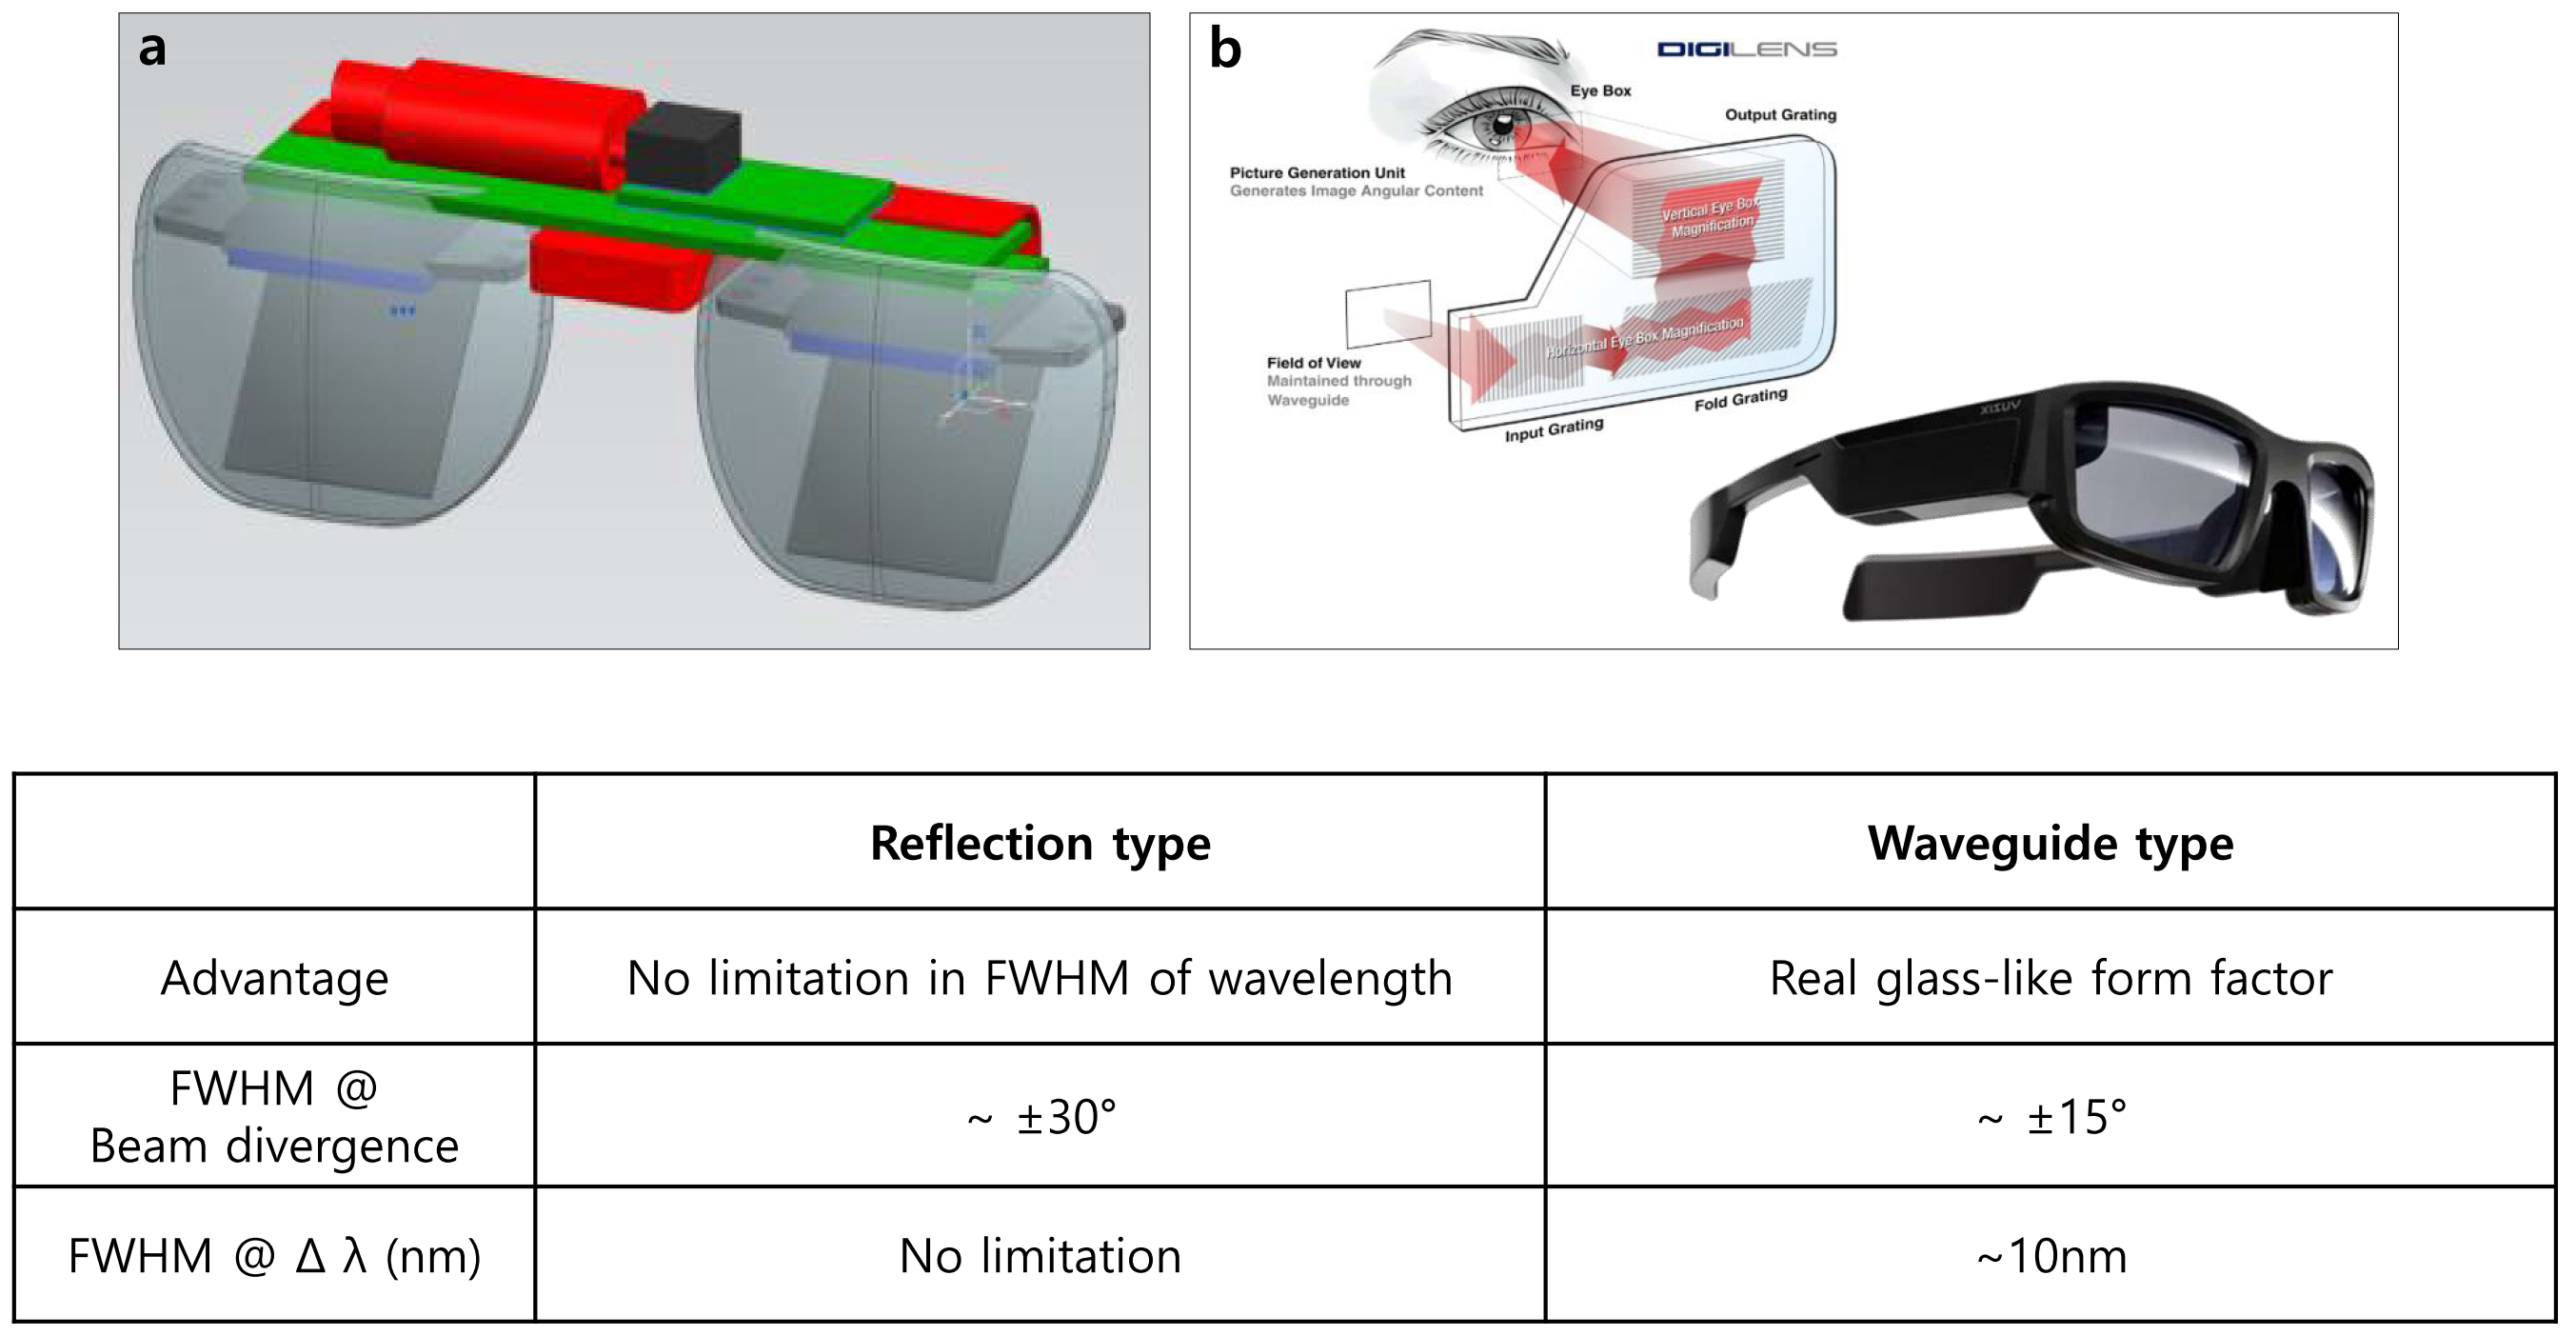 a
b
DIGILENS
Eye Box
Output Grating
Picture Generation Unit
Generates Image Angular Content
Vertical Eye Box
Magnification
Horizontal Eye Box Magnification
Field of View
Maintained through
Waveguide
Fold Grating
Input Grating
VUZIX
Reflection type Waveguide type
Advantage No limitation in FWHM of wavelength Real glass-like form factor
FWHM @
Beam divergence ~ ±30° ~ ±15°
FWHM @ Δ λ (nm) No limitation ~10nm